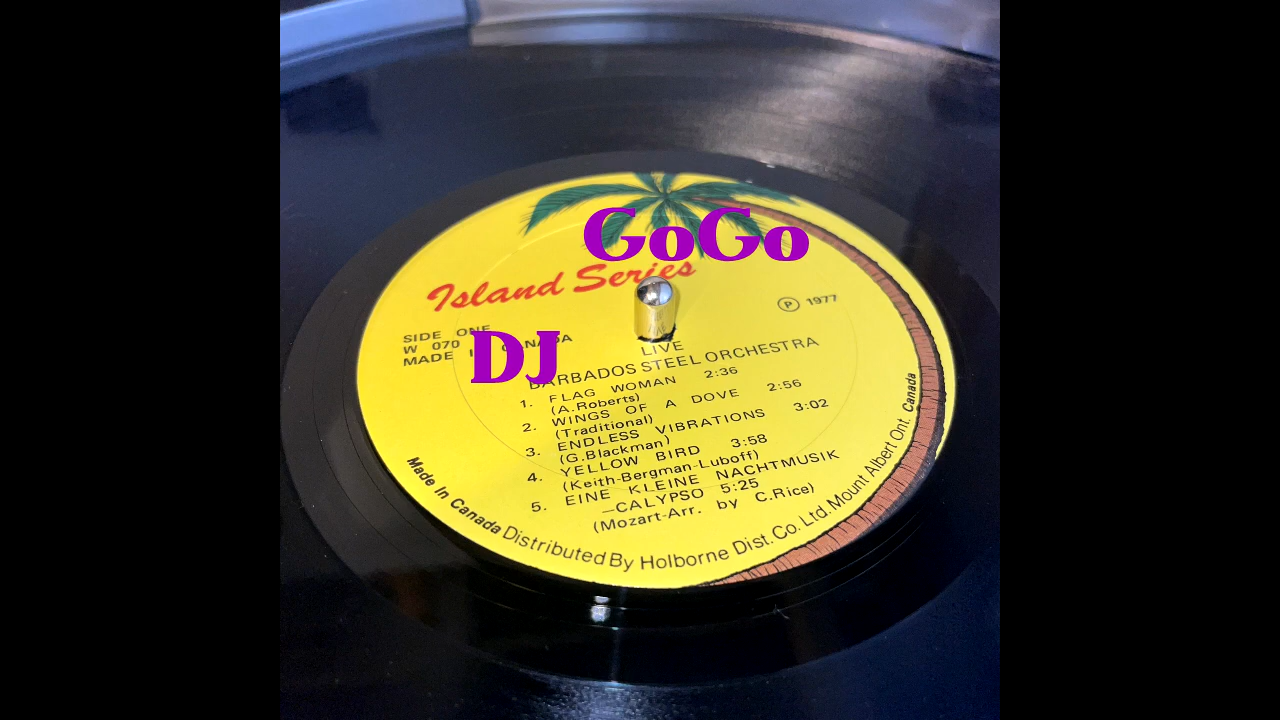 GoGo
Island Series
℗ 1977
SIDE ONE
W 070
MADE IN CANADA
DJ
LIVE
BARBADOS STEEL ORCHESTRA
1. FLAG WOMAN 2:36
(A.Roberts)
2. WINGS OF A DOVE 2:56
(Traditional)
3. ENDLESS VIBRATIONS 3:02
(G.Blackman)
4. YELLOW BIRD 3:58
(Keith-Bergman-Luboff)
5. EINE KLEINE NACHTMUSIK
—CALYPSO 5:25
(Mozart-Arr. by C.Rice)
Made In Canada Distributed By Holborne Dist. Co. Ltd. Mount Albert Ont. Canada